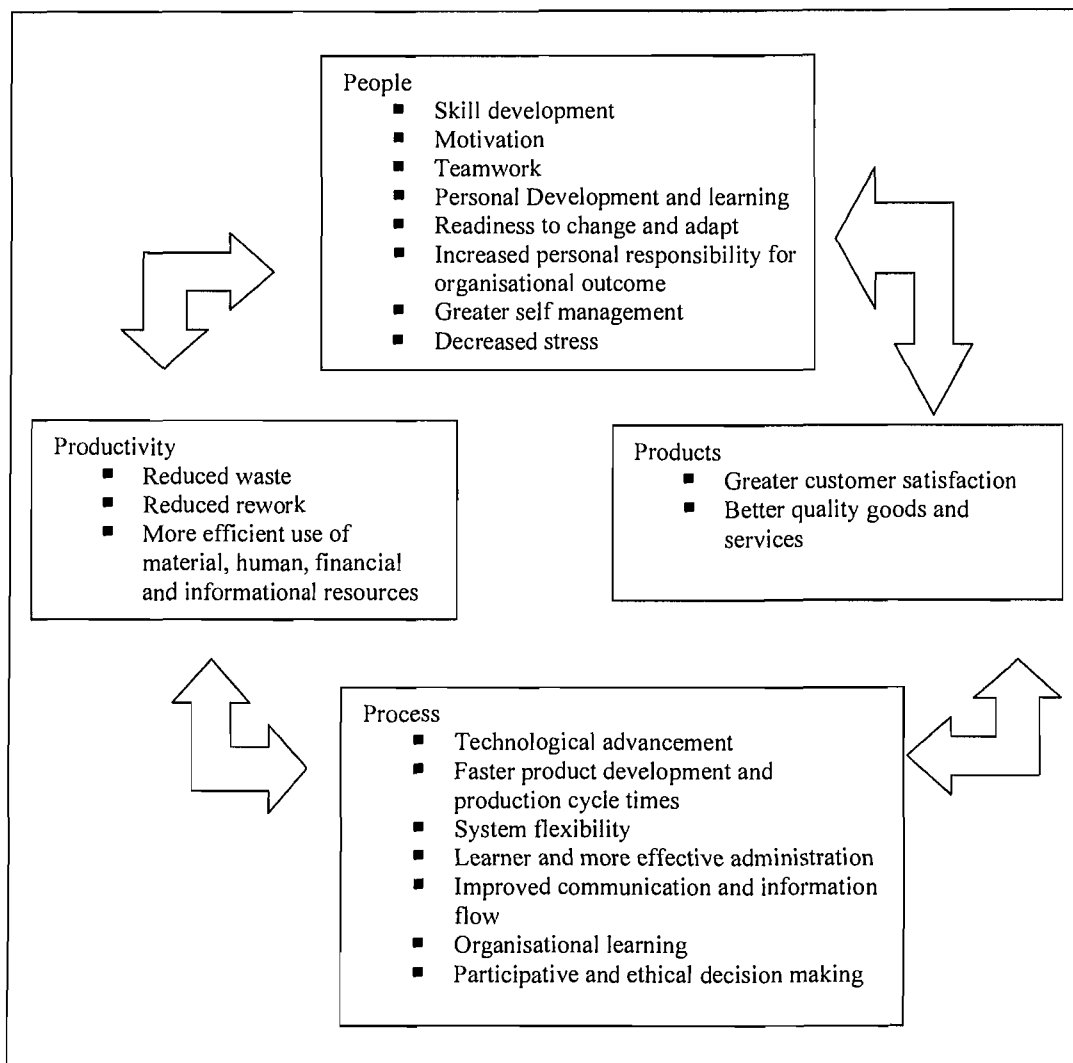 People
■ Skill development
■ Motivation
■ Teamwork
■ Personal Development and learning
■ Readiness to change and adapt
■ Increased personal responsibility for
organisational outcome
■ Greater self management
■ Decreased stress
Productivity
■ Reduced waste
■ Reduced rework
■ More efficient use of
material, human, financial
and informational resources
Products
■ Greater customer satisfaction
■ Better quality goods and
services
Process
■ Technological advancement
■ Faster product development and
production cycle times
■ System flexibility
■ Learner and more effective administration
■ Improved communication and information
flow
■ Organisational learning
■ Participative and ethical decision making